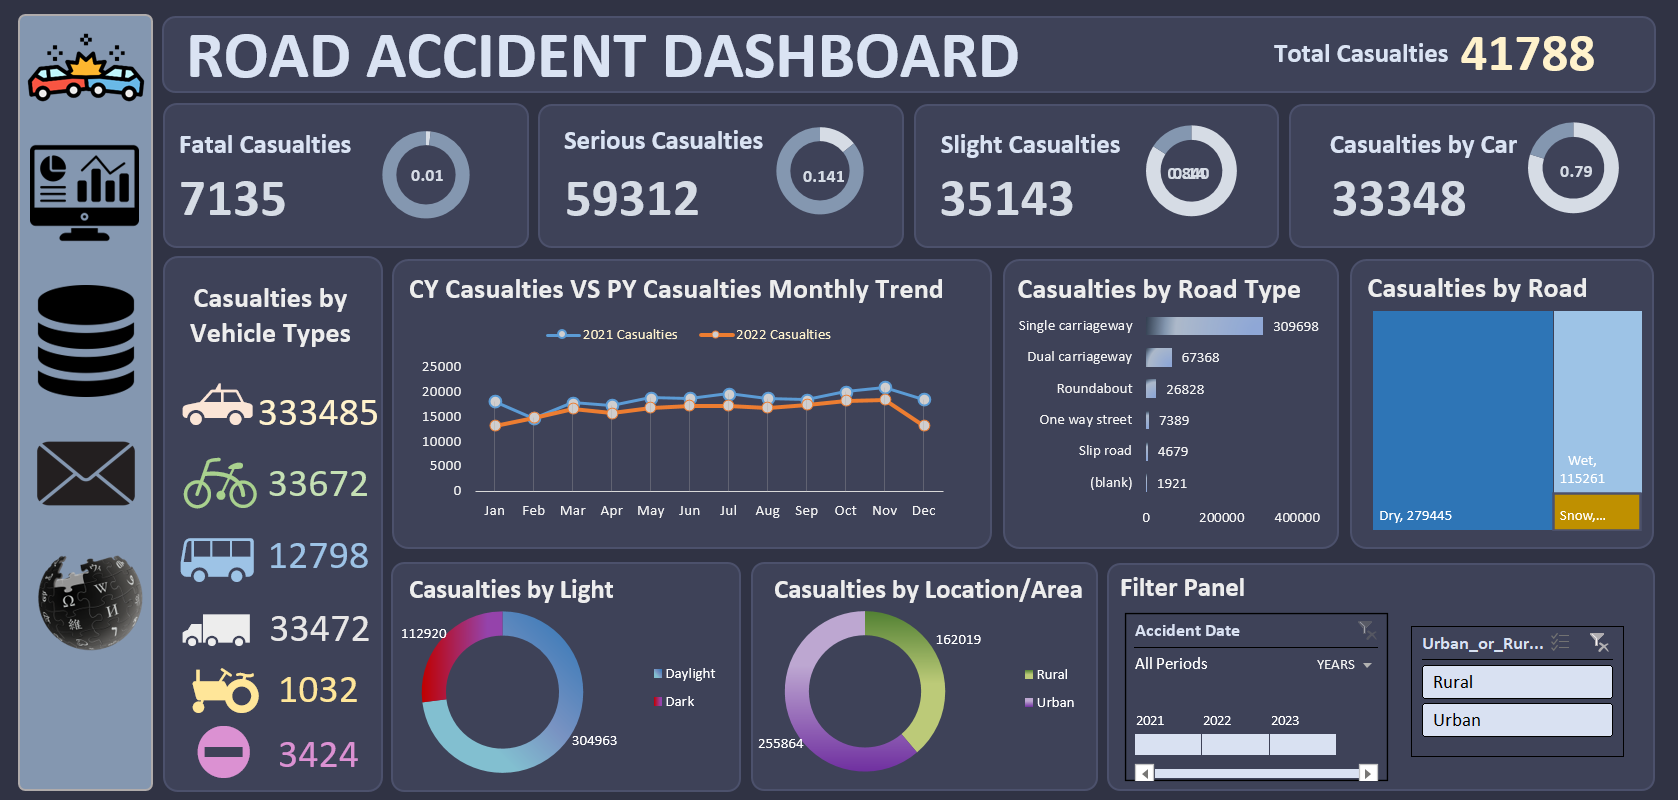 ROAD ACCIDENT DASHBOARD
Total Casualties 41788
Fatal Casualties
7135
0.01
Serious Casualties
59312
0.141
Slight Casualties
35143
Casualties by Car
33348
0.79
Casualties by
Vehicle Types
333485
33672
12798
33472
1032
3424
CY Casualties VS PY Casualties Monthly Trend
2021 Casualties 2022 Casualties
25000
20000
15000
10000
5000
0
Jan Feb Mar Apr May Jun Jul Aug Sep Oct Nov Dec
Casualties by Road Type
Single carriageway 309698
Dual carriageway 67368
Roundabout 26828
One way street 7389
Slip road 4679
(blank) 1921
0 200000 400000
Casualties by Road
Wet,
115261
Dry, 279445
Snow,...
Casualties by Light
112920
Daylight
Dark
304963
Casualties by Location/Area
162019
Rural
Urban
255864
Filter Panel
Accident Date
All Periods YEARS
2021 2022 2023
Urban_or_Rur...
Rural
Urban
W
Ω
И
維